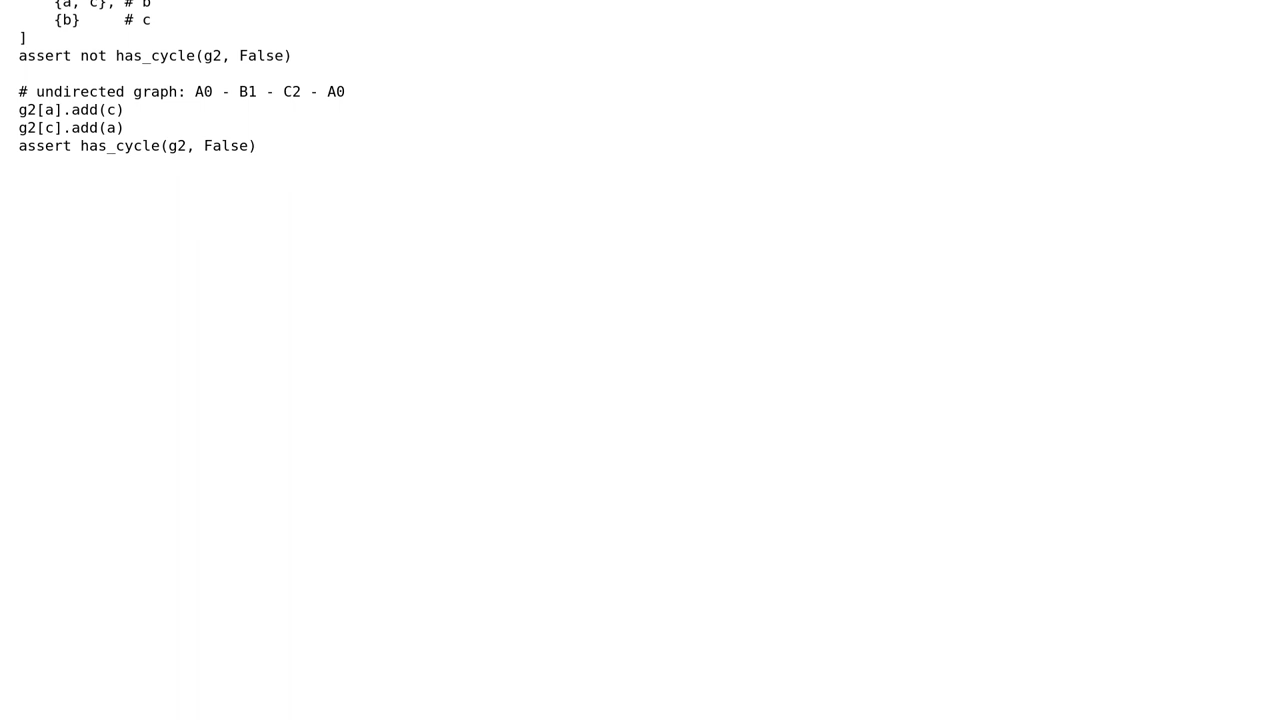 {a, c}, # b
    {b}     # c
]
assert not has_cycle(g2, False)

# undirected graph: A0 - B1 - C2 - A0
g2[a].add(c)
g2[c].add(a)
assert has_cycle(g2, False)